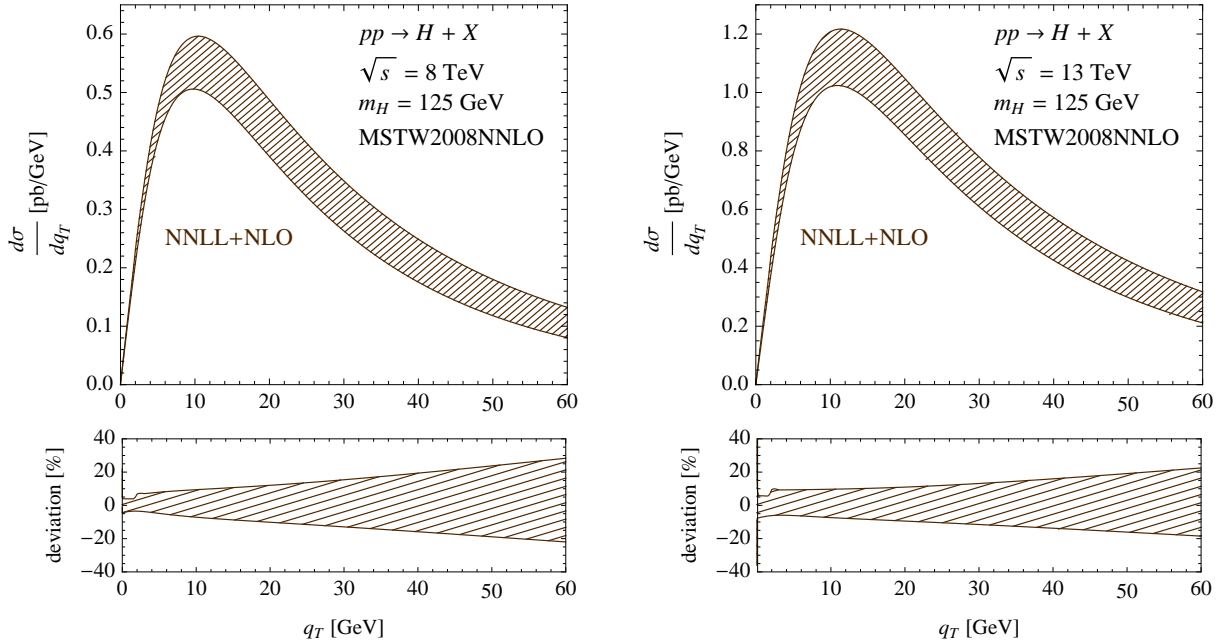 0.6
0.5
0.4
0.3
0.2
0.1
0.0
dσ/dq_T [pb/GeV]
pp → H + X
√s = 8 TeV
m_H = 125 GeV
MSTW2008NNLO
NNLL+NLO
0 10 20 30 40 50 60
40
20
0
−20
−40
deviation [%]
0 10 20 30 40 50 60
q_T [GeV]
1.2
1.0
0.8
0.6
0.4
0.2
0.0
dσ/dq_T [pb/GeV]
pp → H + X
√s = 13 TeV
m_H = 125 GeV
MSTW2008NNLO
NNLL+NLO
0 10 20 30 40 50 60
40
20
0
−20
−40
deviation [%]
0 10 20 30 40 50 60
q_T [GeV]